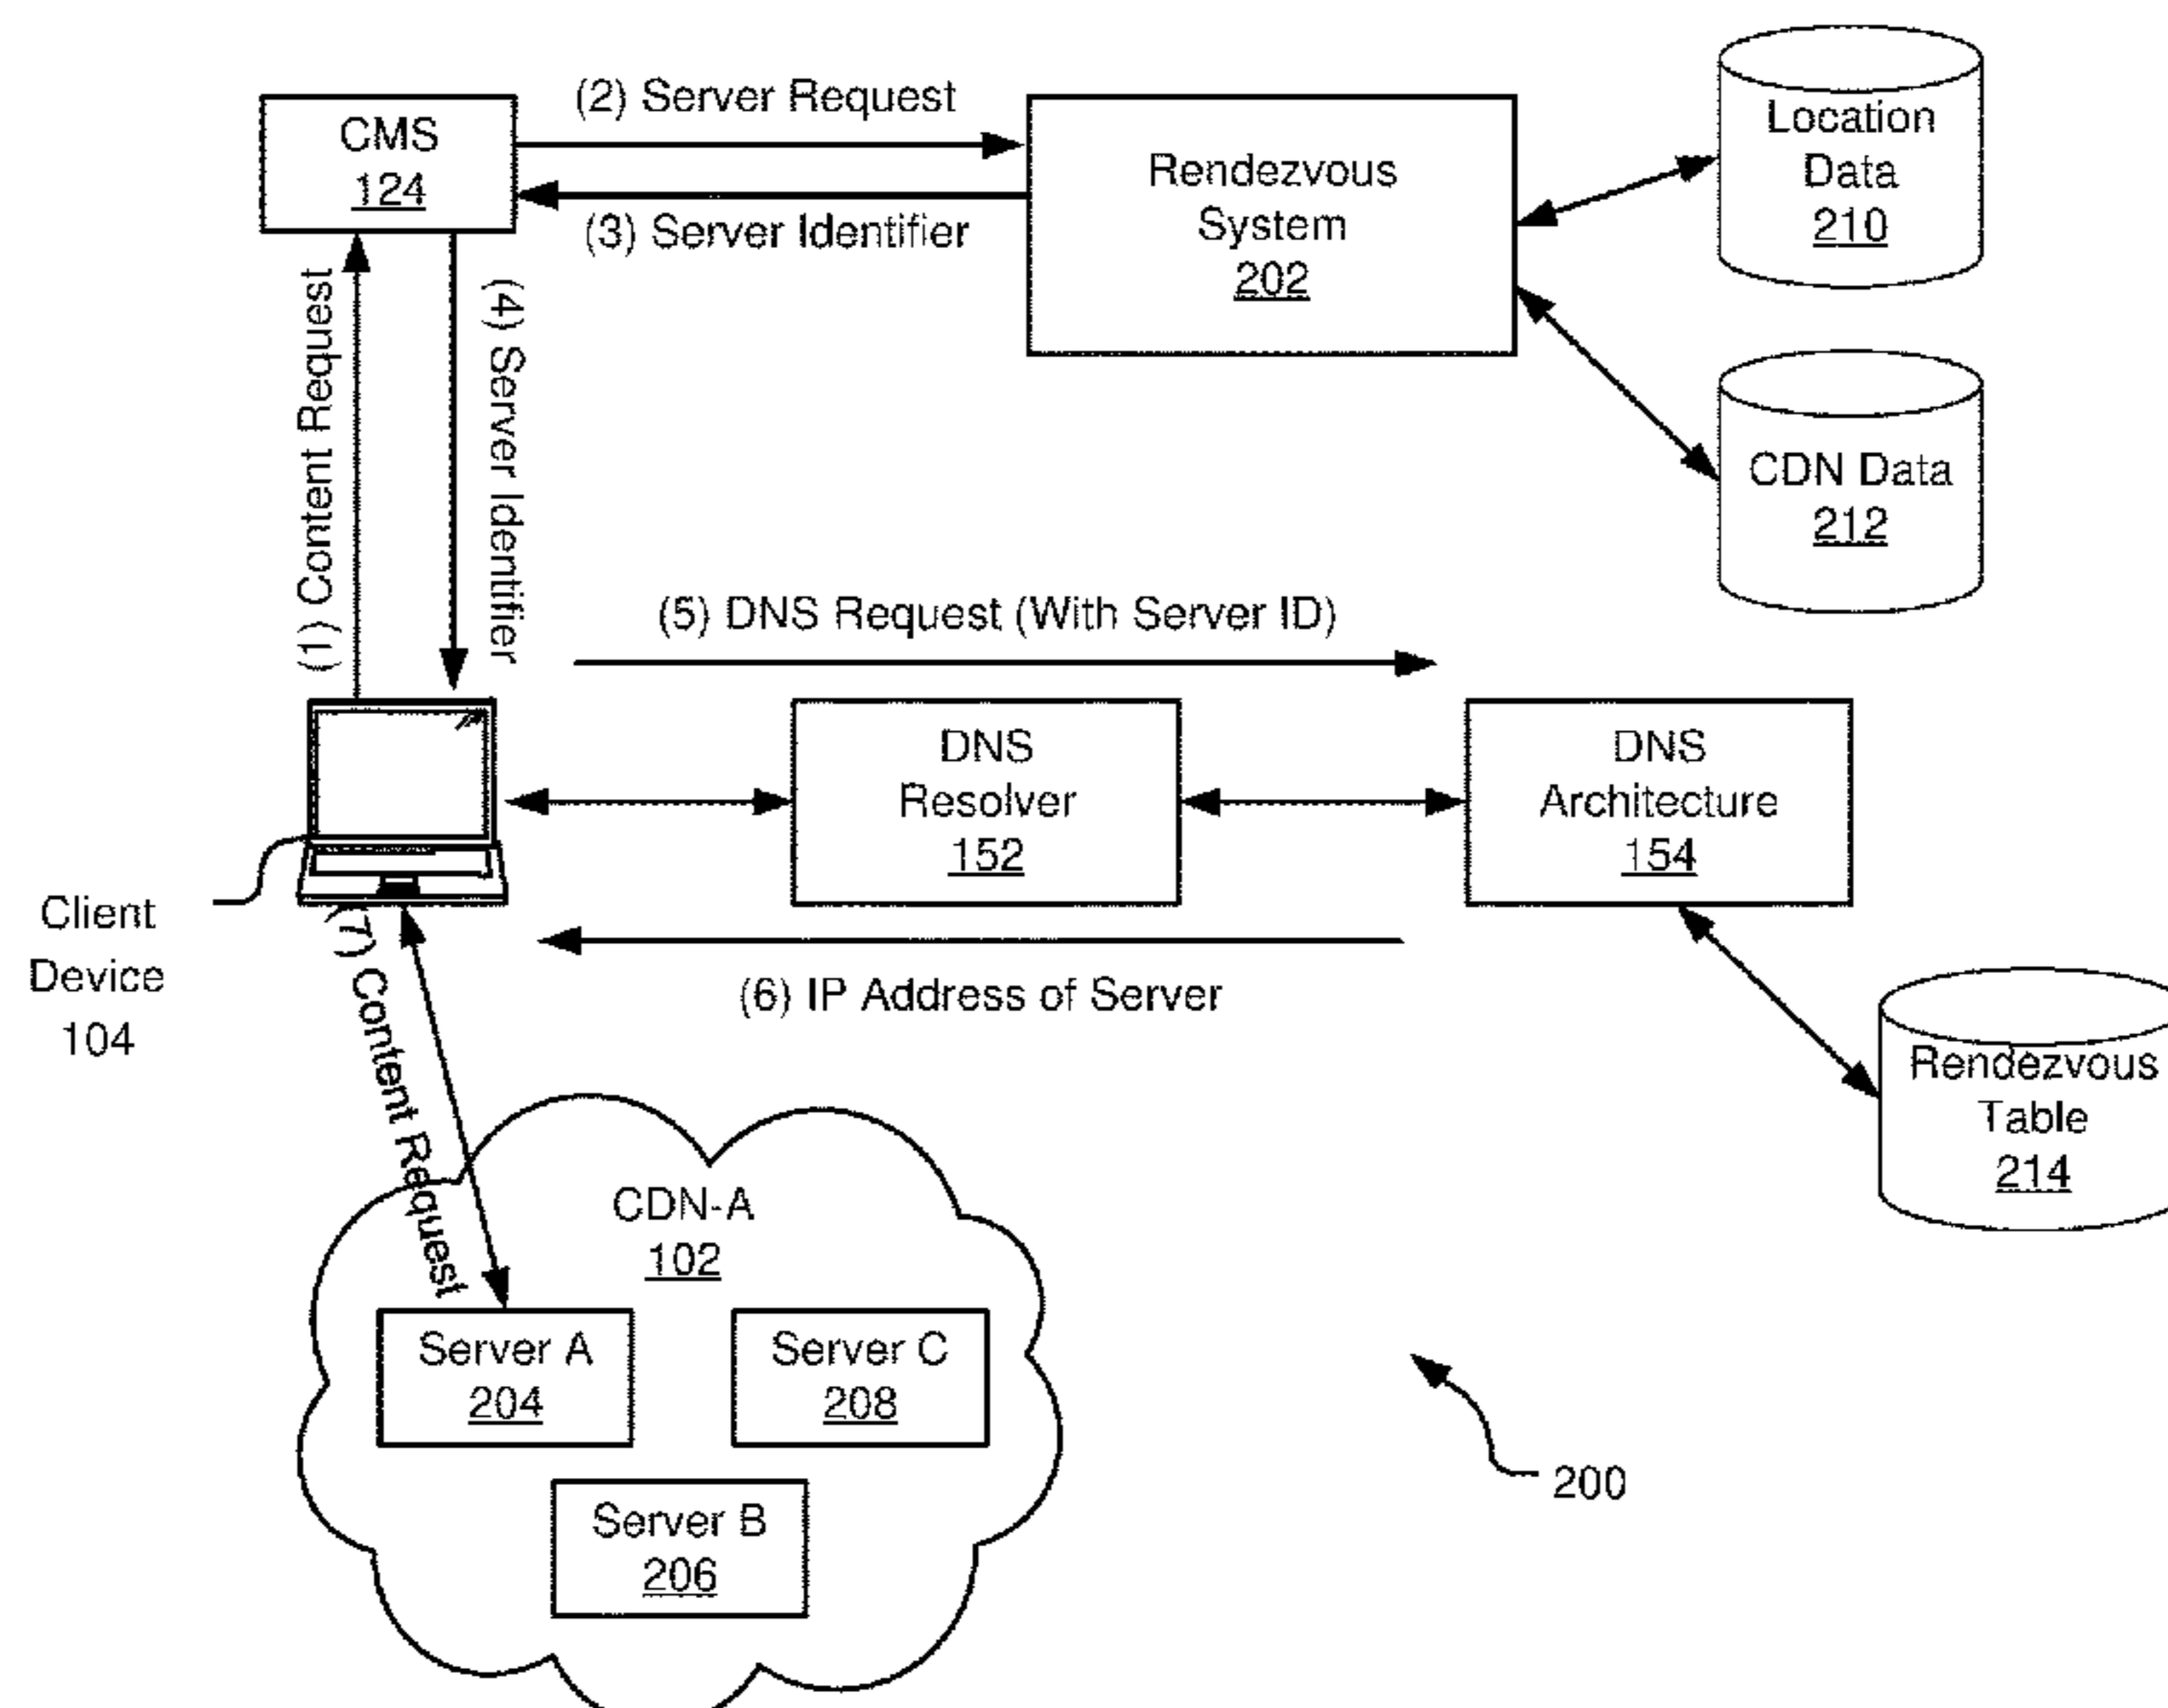 (2) Server Request
CMS
124
(3) Server Identifier
Rendezvous
System
202
Location
Data
210
CDN Data
212
(1) Content Request
(4) Server Identifier
(5) DNS Request (With Server ID)
DNS
Resolver
152
DNS
Architecture
154
Client
Device
104
(6) IP Address of Server
Rendezvous
Table
214
(7) Content Request
CDN-A
102
Server A
204
Server C
208
Server B
206
200